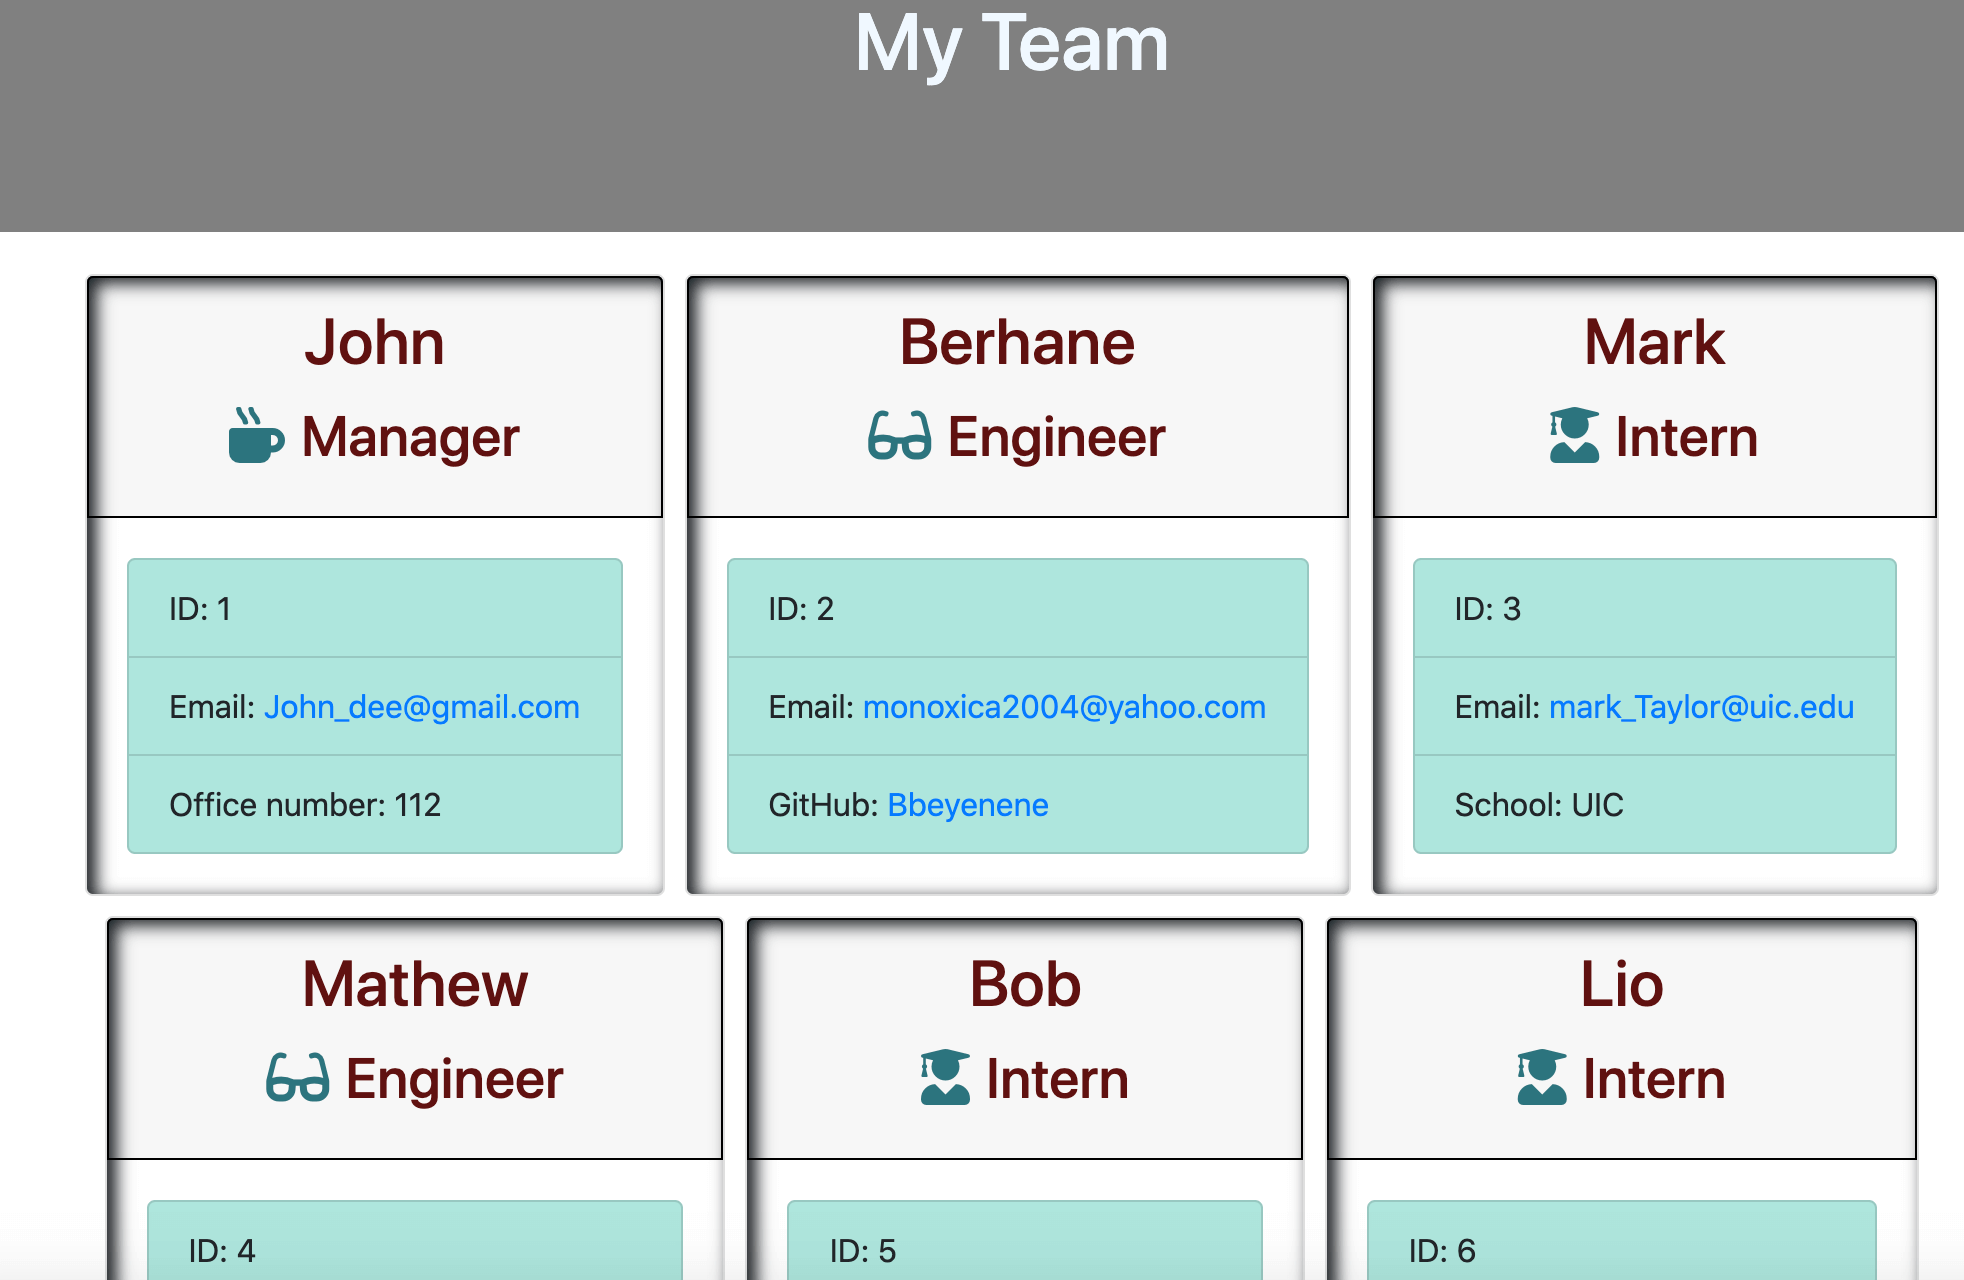 My Team
John
Manager
ID: 1
Email: John_dee@gmail.com
Office number: 112
Berhane
Engineer
ID: 2
Email: monoxica2004@yahoo.com
GitHub: Bbeyenene
Mark
Intern
ID: 3
Email: mark_Taylor@uic.edu
School: UIC
Mathew
Engineer
ID: 4
Bob
Intern
ID: 5
Lio
Intern
ID: 6